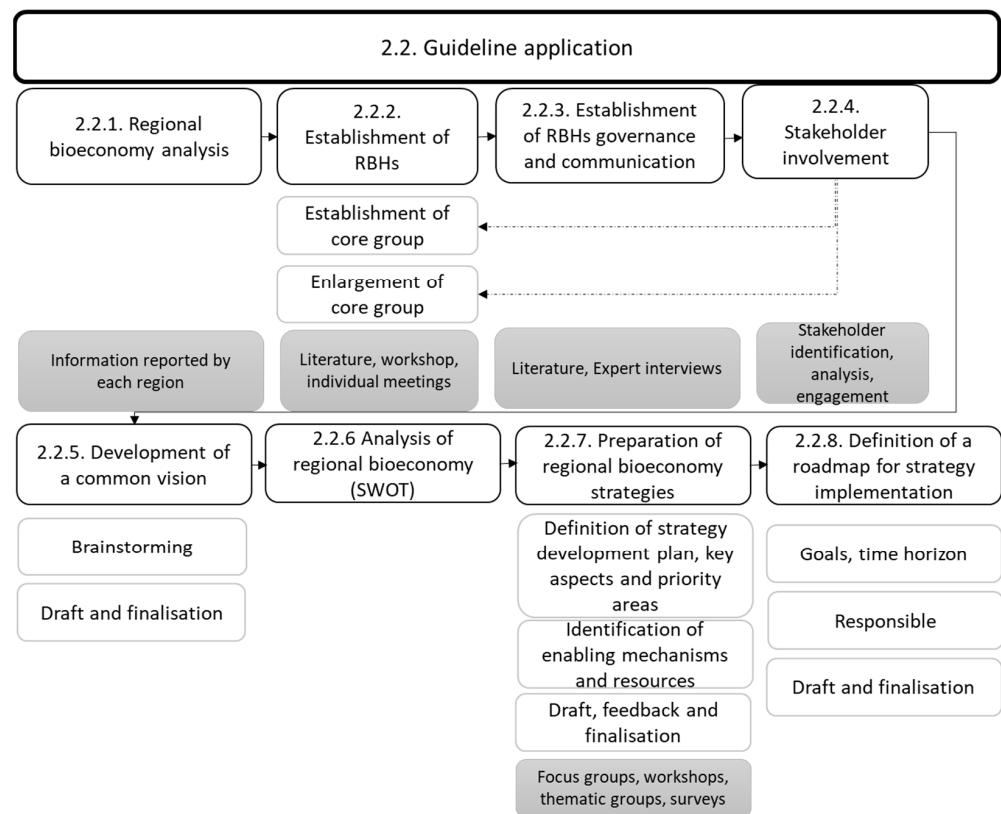 2.2. Guideline application
2.2.1. Regional
bioeconomy analysis
2.2.2.
Establishment of
RBHs
2.2.3. Establishment
of RBHs governance
and communication
2.2.4.
Stakeholder
involvement
Establishment of
core group
Enlargement of
core group
Information reported by
each region
Literature, workshop,
individual meetings
Literature, Expert interviews
Stakeholder
identification,
analysis,
engagement
2.2.5. Development of
a common vision
2.2.6 Analysis of
regional bioeconomy
(SWOT)
2.2.7. Preparation of
regional bioeconomy
strategies
2.2.8. Definition of a
roadmap for strategy
implementation
Brainstorming
Draft and finalisation
Definition of strategy
development plan, key
aspects and priority
areas
Identification of
enabling mechanisms
and resources
Draft, feedback and
finalisation
Focus groups, workshops,
thematic groups, surveys
Goals, time horizon
Responsible
Draft and finalisation